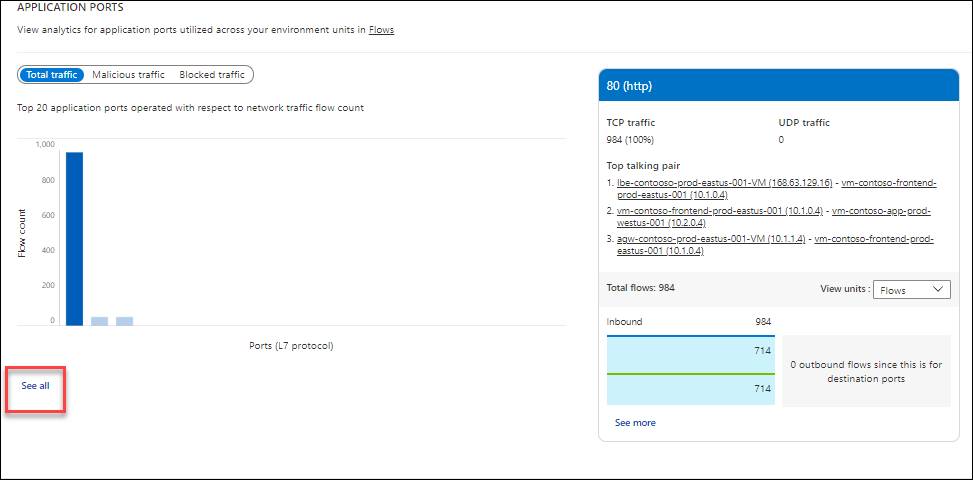 APPLICATION PORTS
View analytics for application ports utilized across your environment units in Flows
Total traffic Malicious traffic Blocked traffic
Top 20 application ports operated with respect to network traffic flow count
1,000
800
600
400
200
0
Flow count
Ports (L7 protocol)
See all
80 (http)
TCP traffic UDP traffic
984 (100%) 0
Top talking pair
1. lbe-contooso-prod-eastus-001-VM (168.63.129.16) - vm-contoso-frontend-
prod-eastus-001 (10.1.0.4)
2. vm-contoso-frontend-prod-eastus-001 (10.1.0.4) - vm-contoso-app-prod-
westus-001 (10.2.0.4)
3. agw-contoso-prod-eastus-001-VM (10.1.1.4) - vm-contoso-frontend-prod-
eastus-001 (10.1.0.4)
Total flows: 984 View units : Flows
Inbound 984
714
714
0 outbound flows since this is for
destination ports
See more